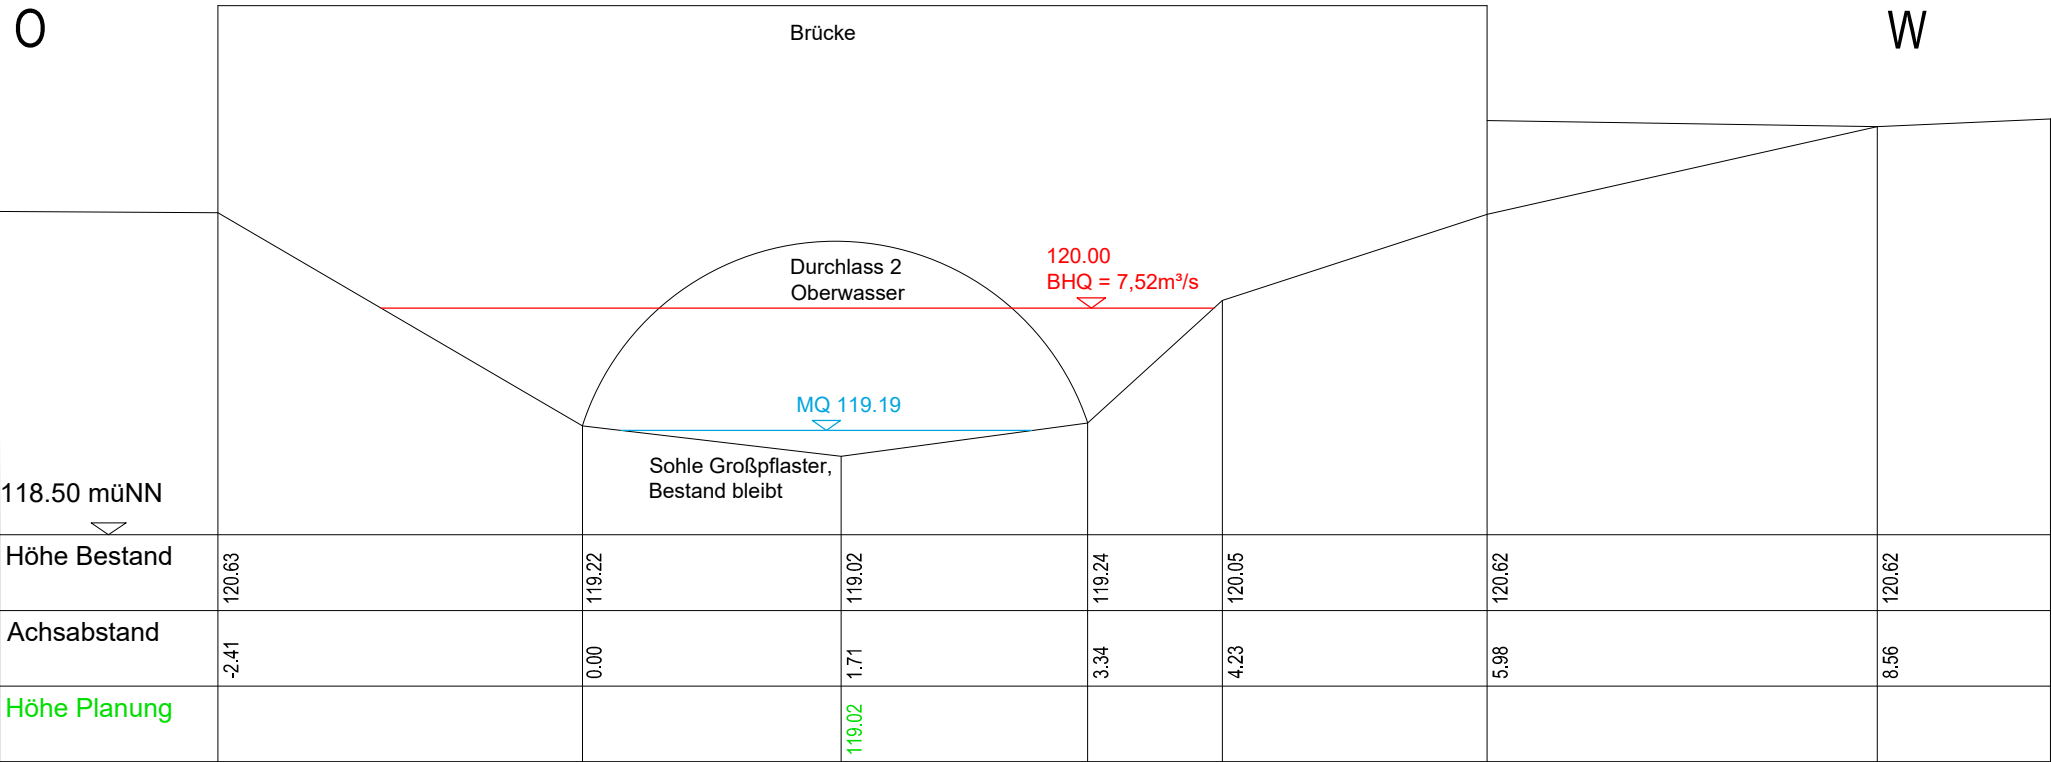 O
Brücke
W
120.00
BHQ = 7,52m³/s
Durchlass 2
Oberwasser
MQ 119.19
Sohle Großpflaster,
Bestand bleibt
118.50 müNN
Höhe Bestand 120.63 119.22 119.02 119.24 120.05 120.62 120.62
Achsabstand -2.41 0.00 1.71 3.34 4.23 5.98 8.56
Höhe Planung 119.02